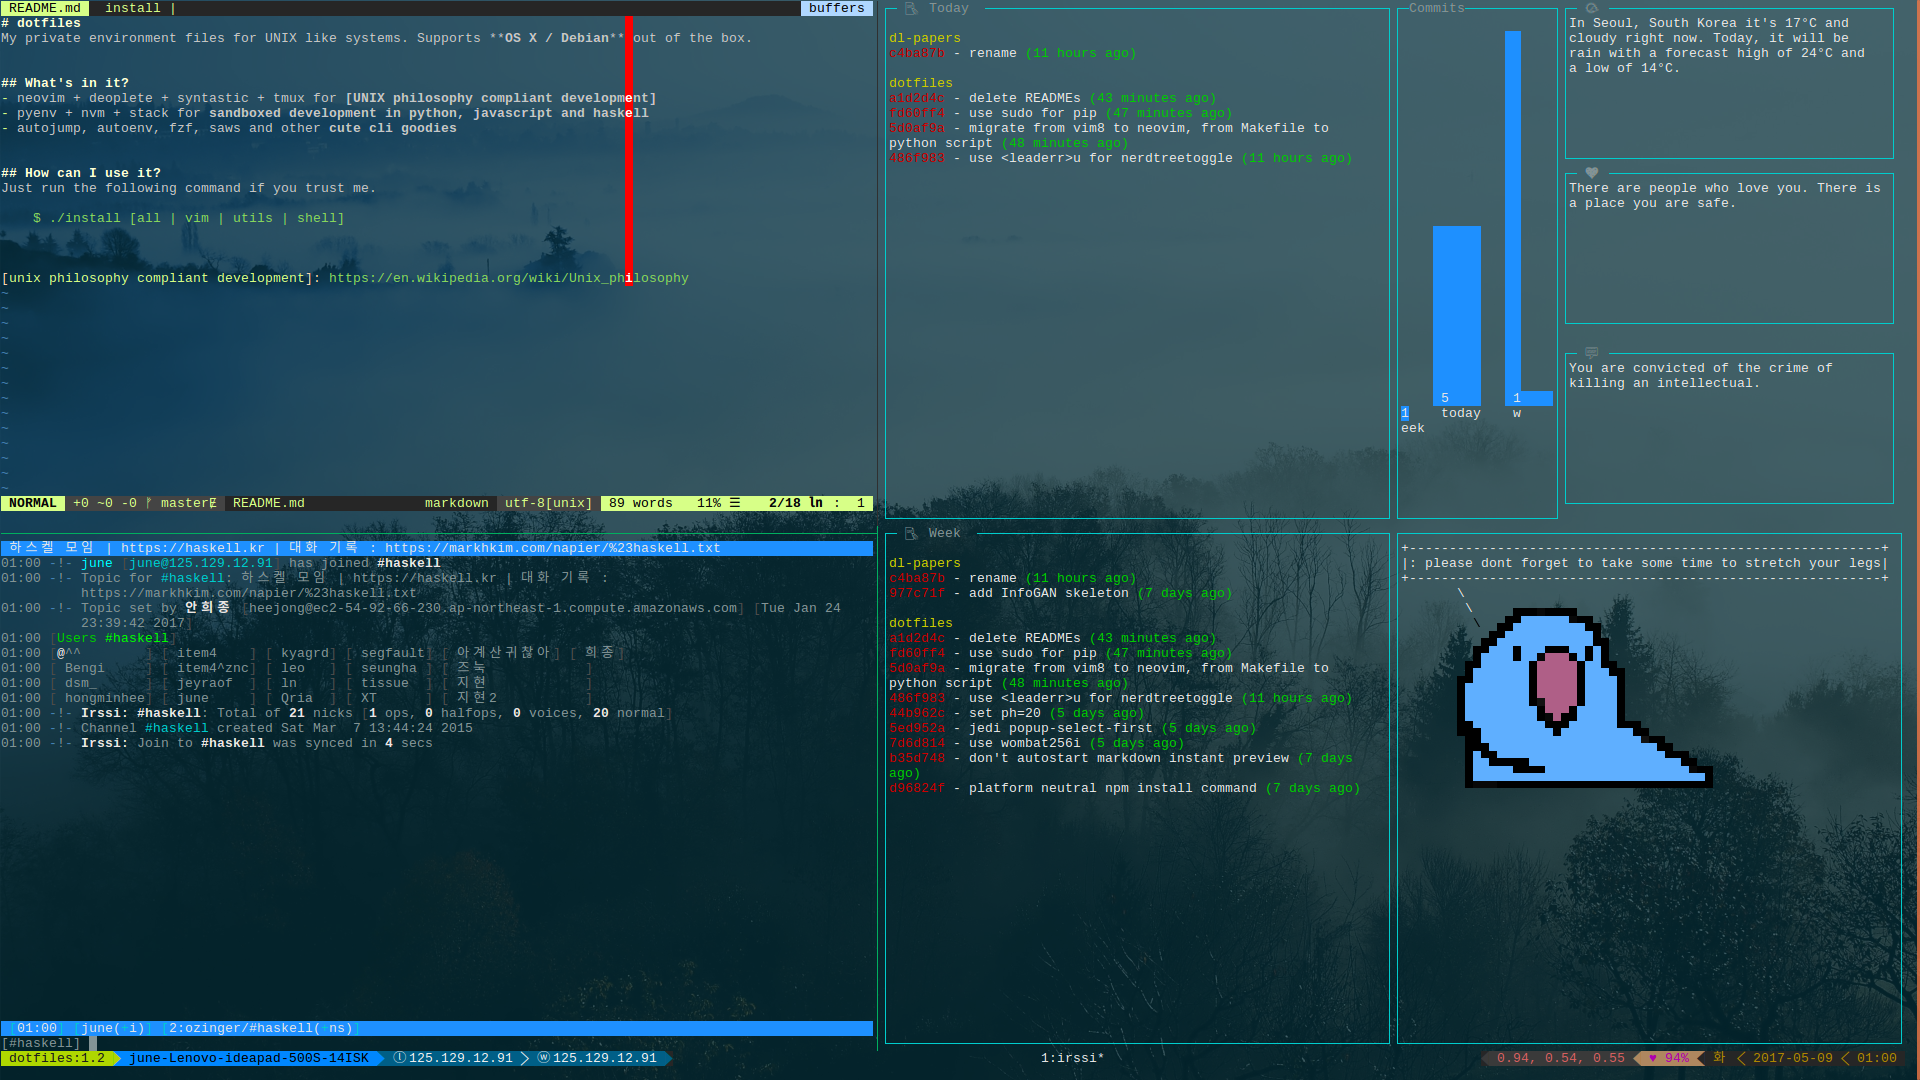 README.md   install |   buffers
# dotfiles
My private environment files for UNIX like systems. Supports **OS X / Debian** out of the box.
## What's in it?
- neovim + deoplete + syntastic + tmux for [UNIX philosophy compliant development]
- pyenv + nvm + stack for sandboxed development in python, javascript and haskell
- autojump, autoenv, fzf, saws and other cute cli goodies
## How can I use it?
Just run the following command if you trust me.
$ ./install [all | vim | utils | shell]
[unix philosophy compliant development]: https://en.wikipedia.org/wiki/Unix_philosophy
~
~
~
~
~
~
~
~
~
~
~
~
~
~
NORMAL  +0 ~0 -0 ᚠ master  README.md   markdown  utf-8[unix]  89 words  11% ☰  2/18 ln :  1
하스켈 모임 | https://haskell.kr | 대화 기록 : https://markhkim.com/napier/%23haskell.txt
01:00 -!- june [june@125.129.12.91] has joined #haskell
01:00 -!- Topic for #haskell: 하스켈 모임 | https://haskell.kr | 대화 기록 :
https://markhkim.com/napier/%23haskell.txt
01:00 -!- Topic set by 안희종 [heejong@ec2-54-92-66-230.ap-northeast-1.compute.amazonaws.com] [Tue Jan 24
23:39:42 2017]
01:00 [Users #haskell]
01:00 [@^^        ] [ item4    ] [ kyagrd] [ segfault] [ 아계산귀찮아] [ 희종]
01:00 [ Bengi     ] [ item4^znc] [ leo   ] [ seungha ] [ 즈눅        ]
01:00 [ dsm_      ] [ jeyraof  ] [ ln    ] [ tissue  ] [ 지현        ]
01:00 [ hongminhee] [ june     ] [ Qria  ] [ XT      ] [ 지현2       ]
01:00 -!- Irssi: #haskell: Total of 21 nicks [1 ops, 0 halfops, 0 voices, 20 normal]
01:00 -!- Channel #haskell created Sat Mar  7 13:44:24 2015
01:00 -!- Irssi: Join to #haskell was synced in 4 secs
[01:00] [june(+i)] [2:ozinger/#haskell(+ns)]
[#haskell]
Today
dl-papers
c4ba87b - rename (11 hours ago)
dotfiles
a1d2d4c - delete READMEs (43 minutes ago)
fd60ff4 - use sudo for pip (47 minutes ago)
5d0af9a - migrate from vim8 to neovim, from Makefile to
python script (48 minutes ago)
486f983 - use <leaderr>u for nerdtreetoggle (11 hours ago)
Commits
5   1
1   today   w
eek
In Seoul, South Korea it's 17°C and
cloudy right now. Today, it will be
rain with a forecast high of 24°C and
a low of 14°C.
♥
There are people who love you. There is
a place you are safe.
You are convicted of the crime of
killing an intellectual.
Week
dl-papers
c4ba87b - rename (11 hours ago)
977c71f - add InfoGAN skeleton (7 days ago)
dotfiles
a1d2d4c - delete READMEs (43 minutes ago)
fd60ff4 - use sudo for pip (47 minutes ago)
5d0af9a - migrate from vim8 to neovim, from Makefile to
python script (48 minutes ago)
486f983 - use <leaderr>u for nerdtreetoggle (11 hours ago)
44b962c - set ph=20 (5 days ago)
5ed952a - jedi popup-select-first (5 days ago)
7d6d814 - use wombat256i (5 days ago)
b35d748 - don't autostart markdown instant preview (7 days
ago)
d96824f - platform neutral npm install command (7 days ago)
+-----------------------------------------------------------+
|: please dont forget to take some time to stretch your legs|
+-----------------------------------------------------------+
\
\
\
dotfiles:1.2  june-Lenovo-ideapad-500S-14ISK  ⓛ 125.129.12.91  ⓦ 125.129.12.91   1:irssi*   0.94, 0.54, 0.55  ♥ 94%  화  2017-05-09  01:00